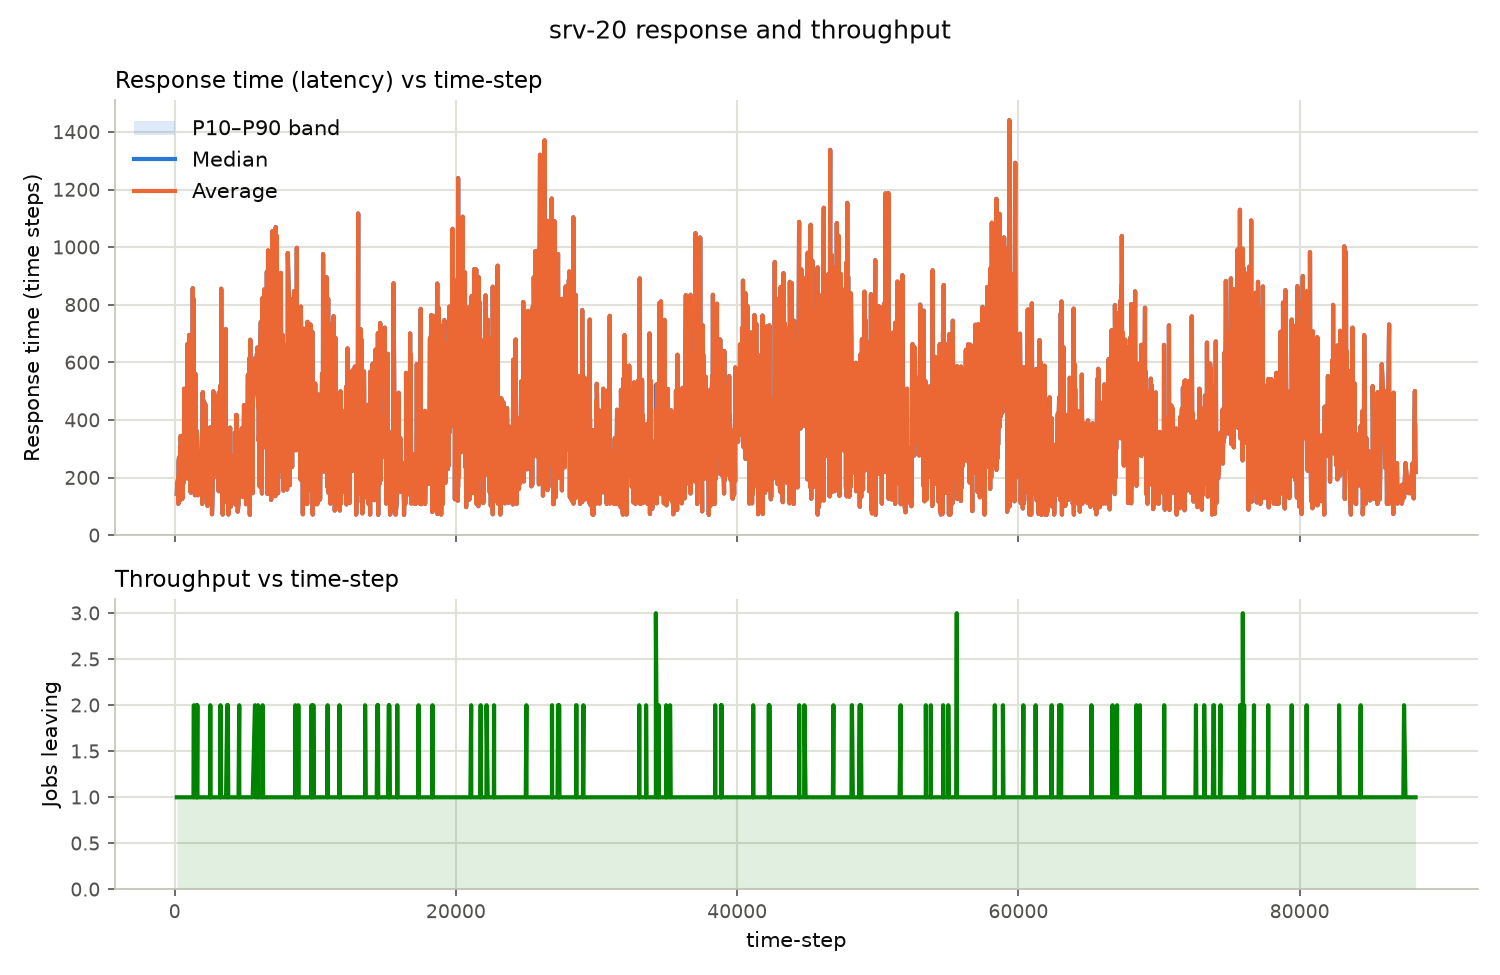 srv-20 response and throughput
Response time (latency) vs time-step
P10–P90 band
Median
Average
Response time (time steps)
1400
1200
1000
800
600
400
200
0
Throughput vs time-step
Jobs leaving
3.0
2.5
2.0
1.5
1.0
0.5
0.0
0 20000 40000 60000 80000
time-step